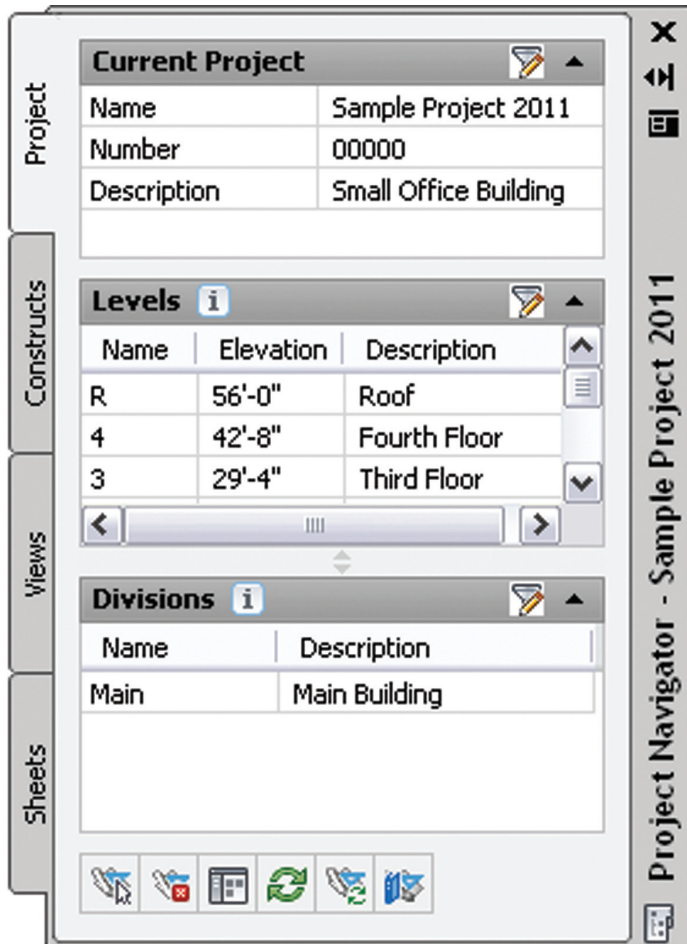 Project
Constructs
Views
Sheets
Current Project
Name Sample Project 2011
Number 00000
Description Small Office Building
Levels i
Name Elevation Description
R 56'-0" Roof
4 42'-8" Fourth Floor
3 29'-4" Third Floor
Divisions i
Name Description
Main Main Building
Project Navigator - Sample Project 2011